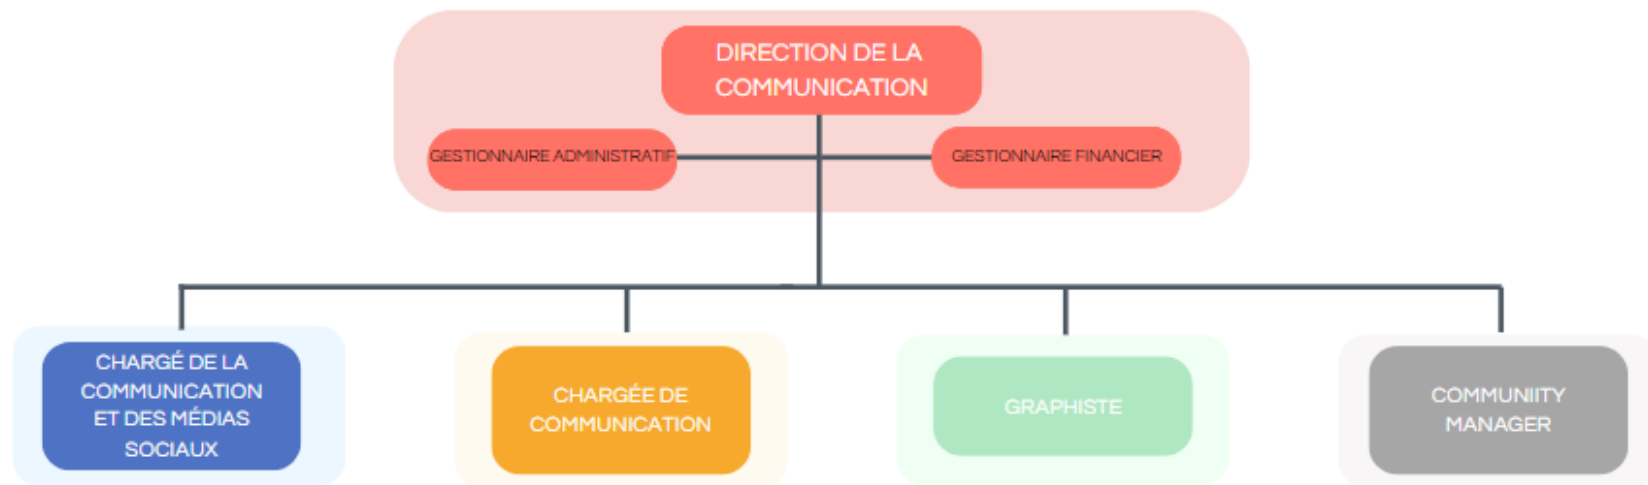 DIRECTION DE LA
COMMUNICATION
GESTIONNAIRE ADMINISTRATIF
GESTIONNAIRE FINANCIER
CHARGÉ DE LA
COMMUNICATION
ET DES MÉDIAS
SOCIAUX
CHARGÉE DE
COMMUNICATION
GRAPHISTE
COMMUNIITY
MANAGER